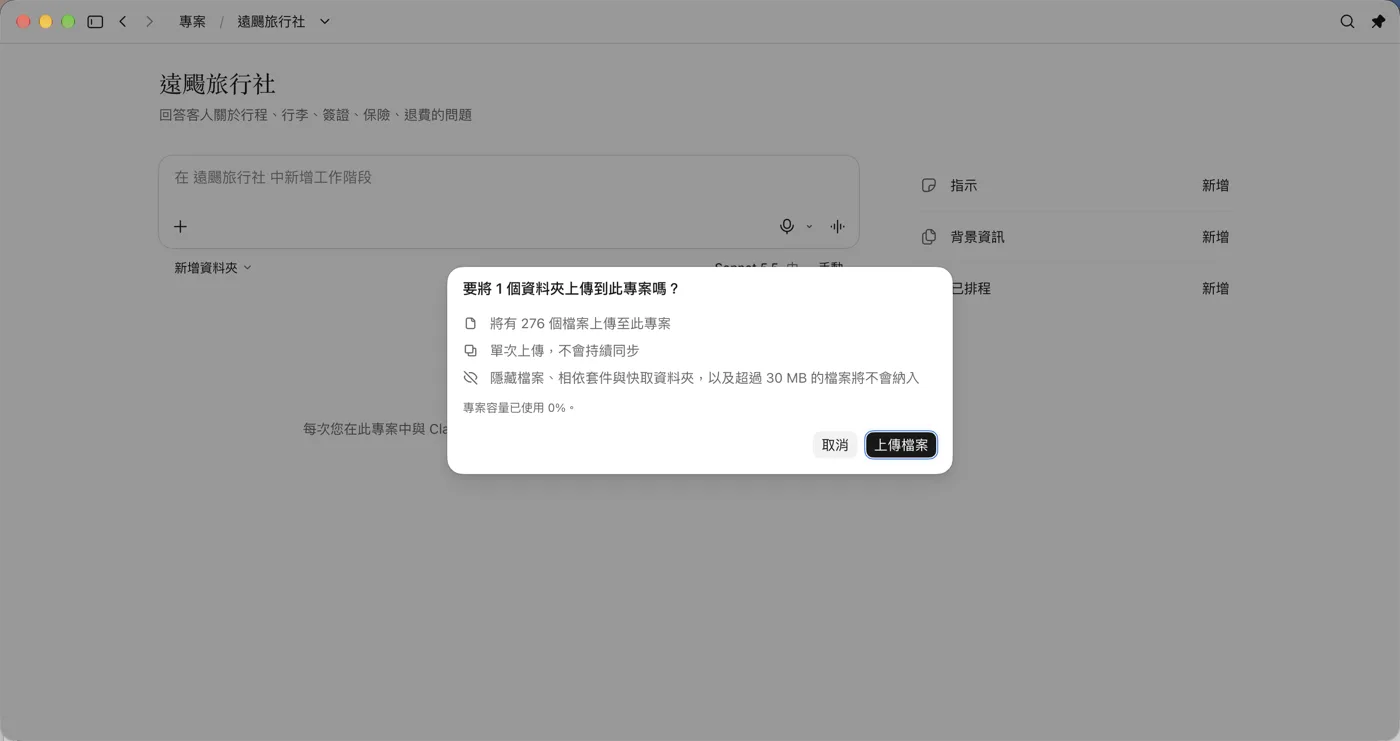 專案 / 遠颺旅行社
遠颺旅行社
回答客人關於行程、行李、簽證、保險、退費的問題
在 遠颺旅行社 中新增工作階段
指示 新增
背景資訊 新增
新增資料夾
已排程 新增
要將 1 個資料夾上傳到此專案嗎？
將有 276 個檔案上傳至此專案
單次上傳，不會持續同步
隱藏檔案、相依套件與快取資料夾，以及超過 30 MB 的檔案將不會納入
專案容量已使用 0%。
每次您在此專案中與 Cla
取消 上傳檔案